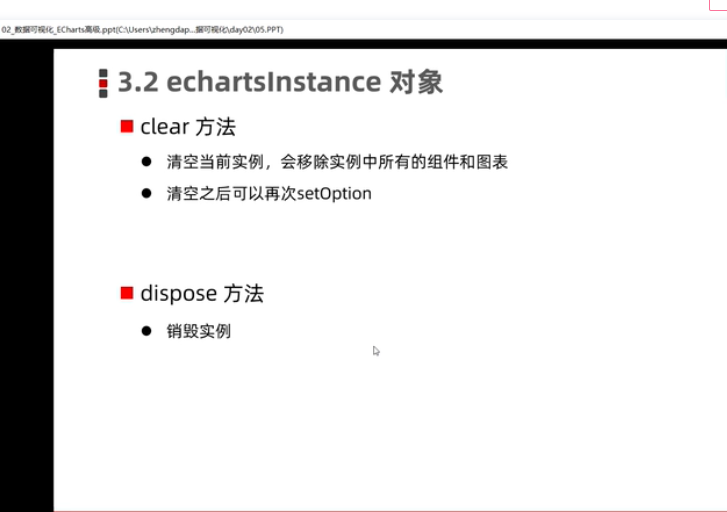 02_数据可视化_ECharts高级.ppt(C:\Users\zhengdap...据可视化\day02\05.PPT)
3.2 echartsInstance 对象
clear 方法
清空当前实例，会移除实例中所有的组件和图表
清空之后可以再次setOption
dispose 方法
销毁实例